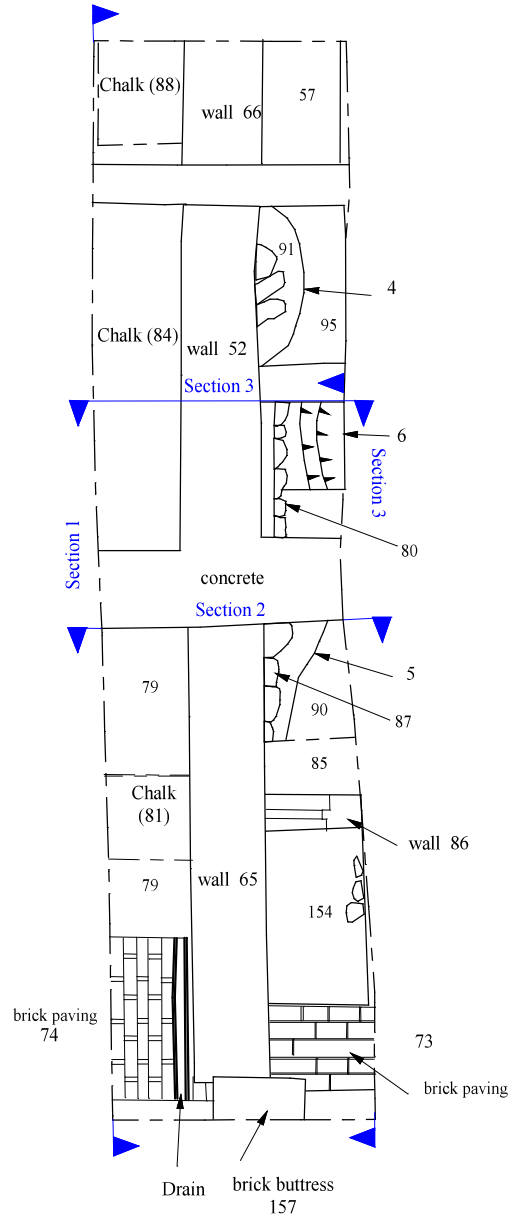 Chalk (88)
wall 66
57
91
4
95
Chalk (84)
wall 52
Section 3
6
Section 3
Section 1
80
concrete
Section 2
79
5
90
87
85
Chalk
(81)
wall 86
wall 65
79
154
brick paving
74
73
brick paving
Drain
brick buttress
157